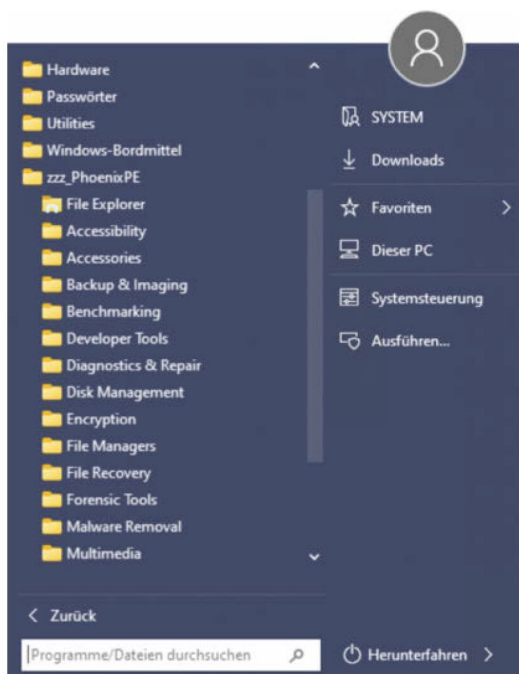 Hardware
Passwörter
Utilities
Windows-Bordmittel
zzz_PhoenixPE
File Explorer
Accessibility
Accessories
Backup & Imaging
Benchmarking
Developer Tools
Diagnostics & Repair
Disk Management
Encryption
File Managers
File Recovery
Forensic Tools
Malware Removal
Multimedia
Zurück
Programme/Dateien durchsuchen
SYSTEM
Downloads
Favoriten
Dieser PC
Systemsteuerung
Ausführen...
Herunterfahren